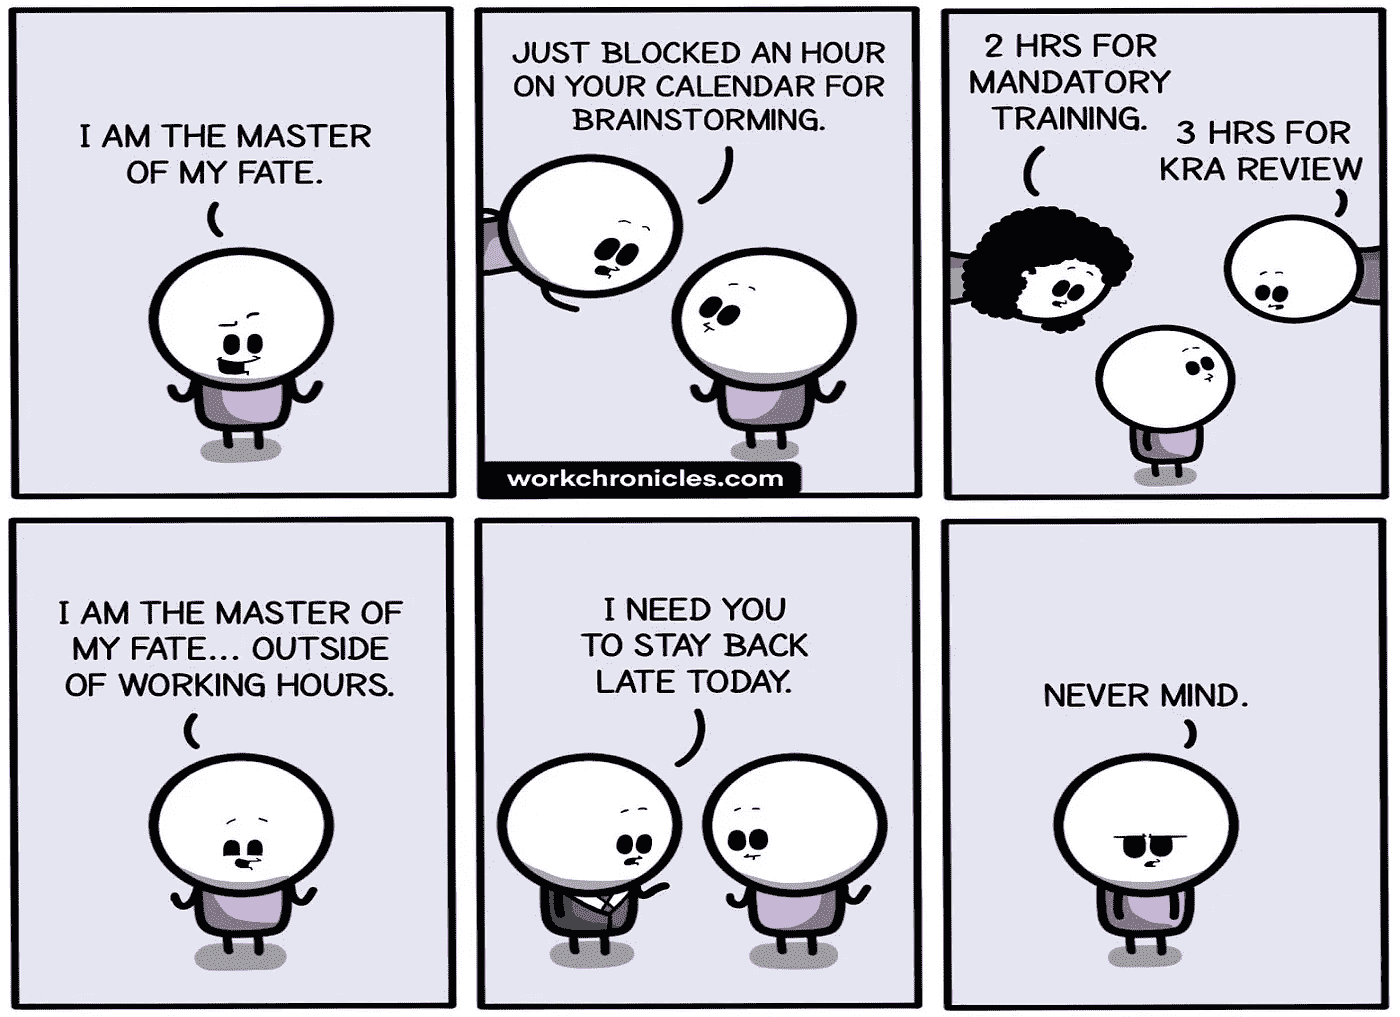 I AM THE MASTER
OF MY FATE.
JUST BLOCKED AN HOUR
ON YOUR CALENDAR FOR
BRAINSTORMING.
workchronicles.com
2 HRS FOR
MANDATORY
TRAINING.
3 HRS FOR
KRA REVIEW
I AM THE MASTER OF
MY FATE... OUTSIDE
OF WORKING HOURS.
I NEED YOU
TO STAY BACK
LATE TODAY.
NEVER MIND.